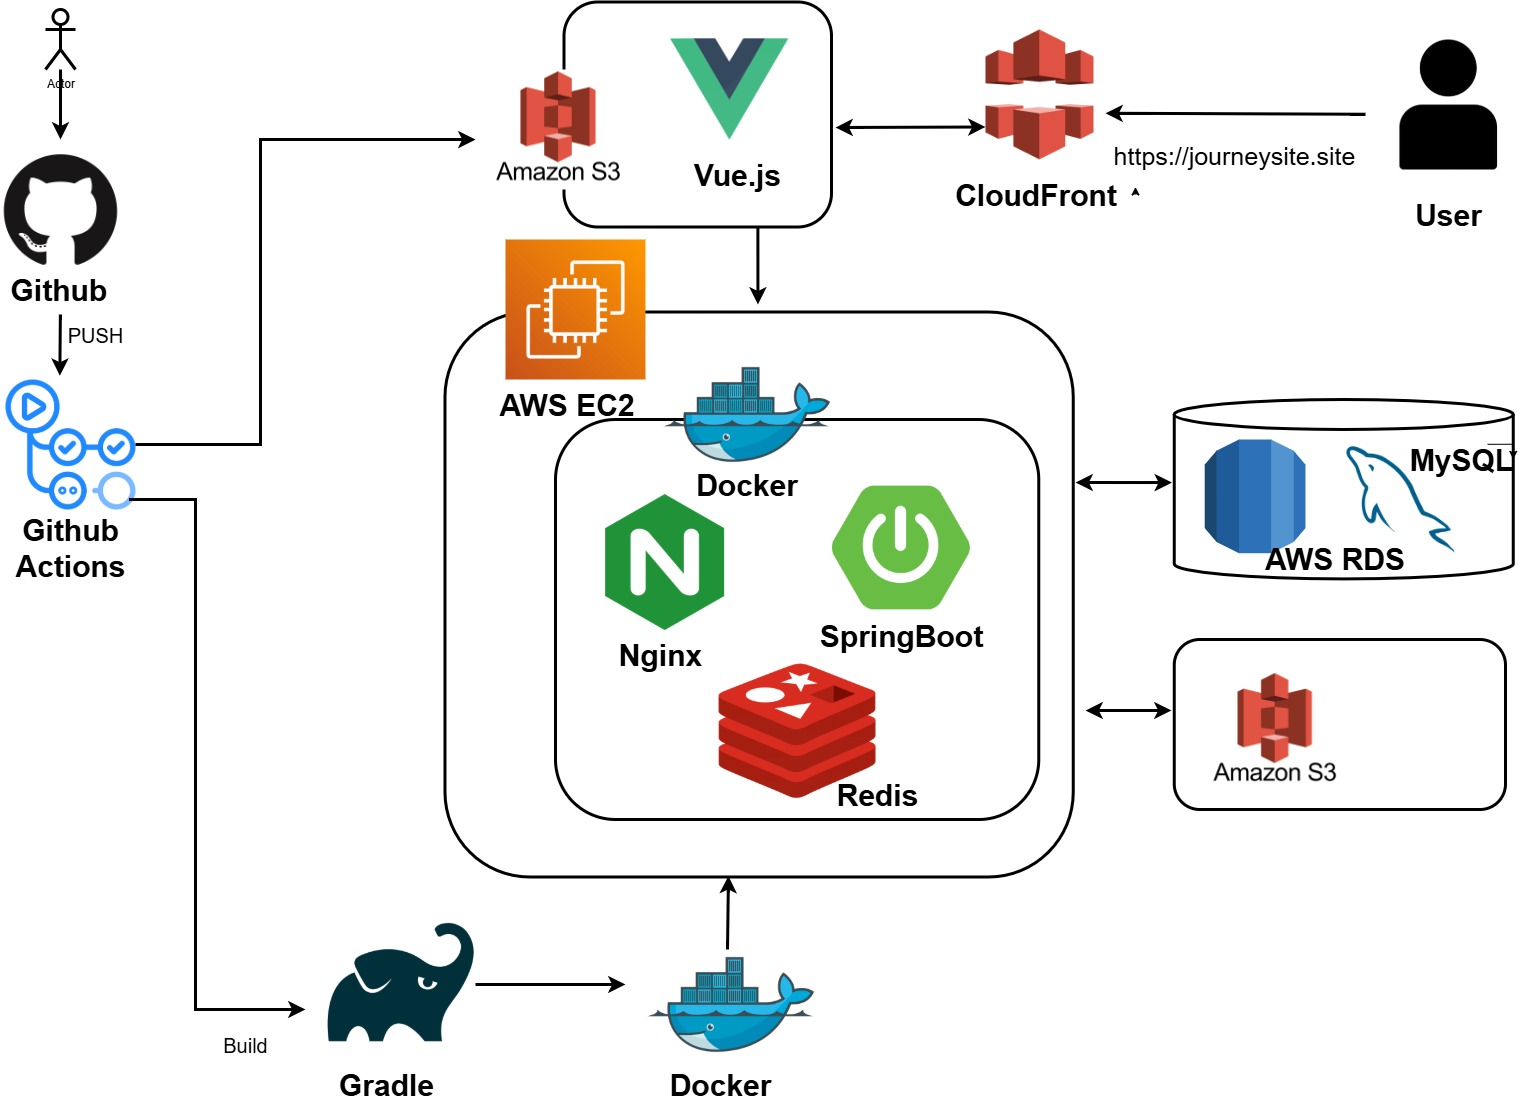 Actor
Github
PUSH
Github
Actions
Amazon S3
Vue.js
CloudFront
https://journeysite.site
User
AWS EC2
Docker
Nginx
SpringBoot
Redis
MySQL
AWS RDS
Amazon S3
Build
Gradle
Docker